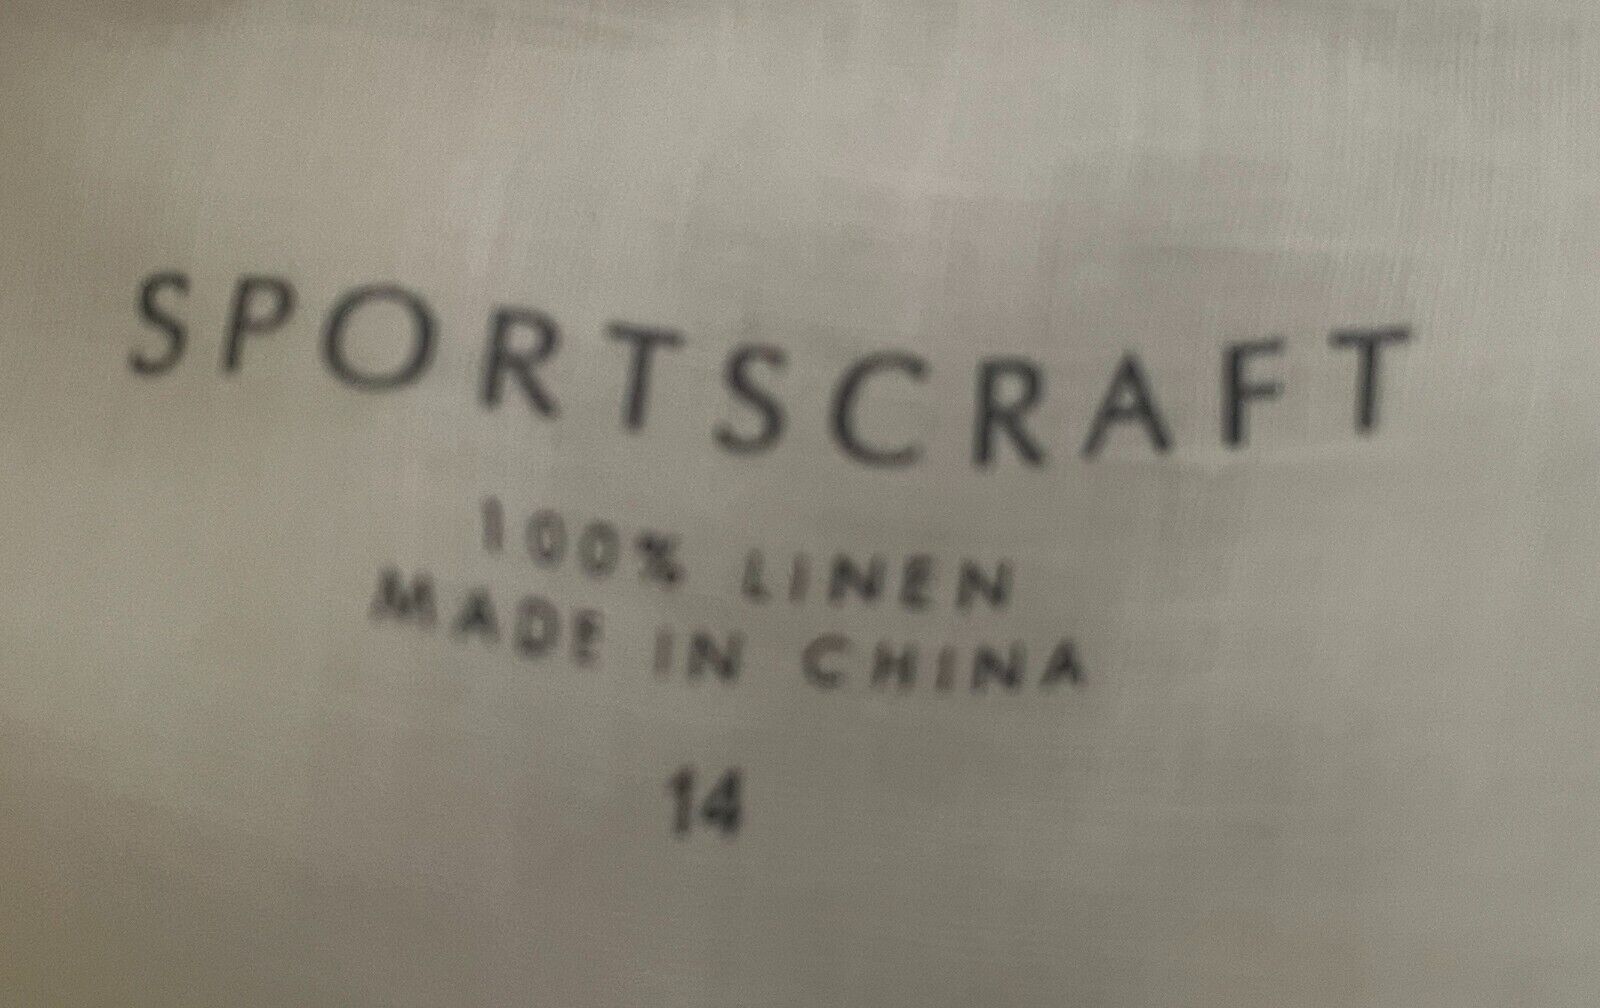 SPORTSCRAFT
100% LINEN
MADE IN CHINA
14